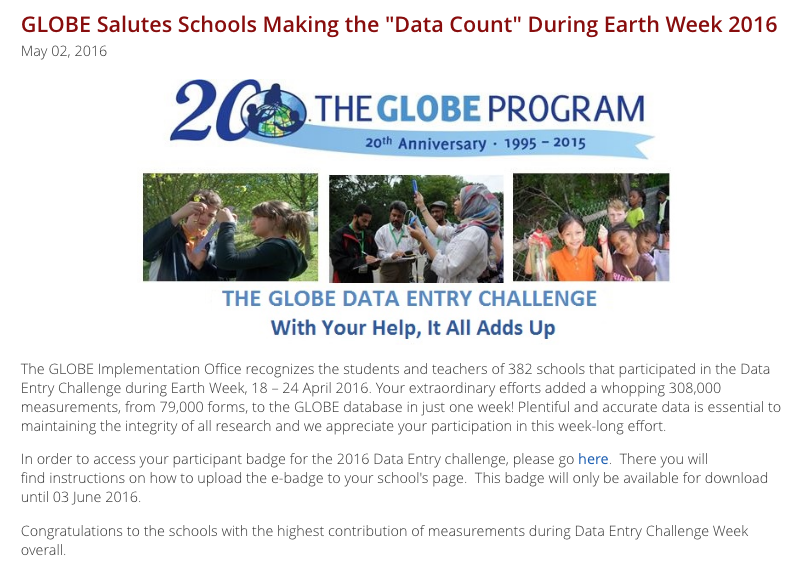 GLOBE Salutes Schools Making the "Data Count" During Earth Week 2016
May 02, 2016
20 THE GLOBE PROGRAM
20th Anniversary · 1995 – 2015
THE GLOBE DATA ENTRY CHALLENGE
With Your Help, It All Adds Up
The GLOBE Implementation Office recognizes the students and teachers of 382 schools that participated in the Data
Entry Challenge during Earth Week, 18 – 24 April 2016. Your extraordinary efforts added a whopping 308,000
measurements, from 79,000 forms, to the GLOBE database in just one week! Plentiful and accurate data is essential to
maintaining the integrity of all research and we appreciate your participation in this week-long effort.
In order to access your participant badge for the 2016 Data Entry challenge, please go here.  There you will
find instructions on how to upload the e-badge to your school's page.  This badge will only be available for download
until 03 June 2016.
Congratulations to the schools with the highest contribution of measurements during Data Entry Challenge Week
overall.